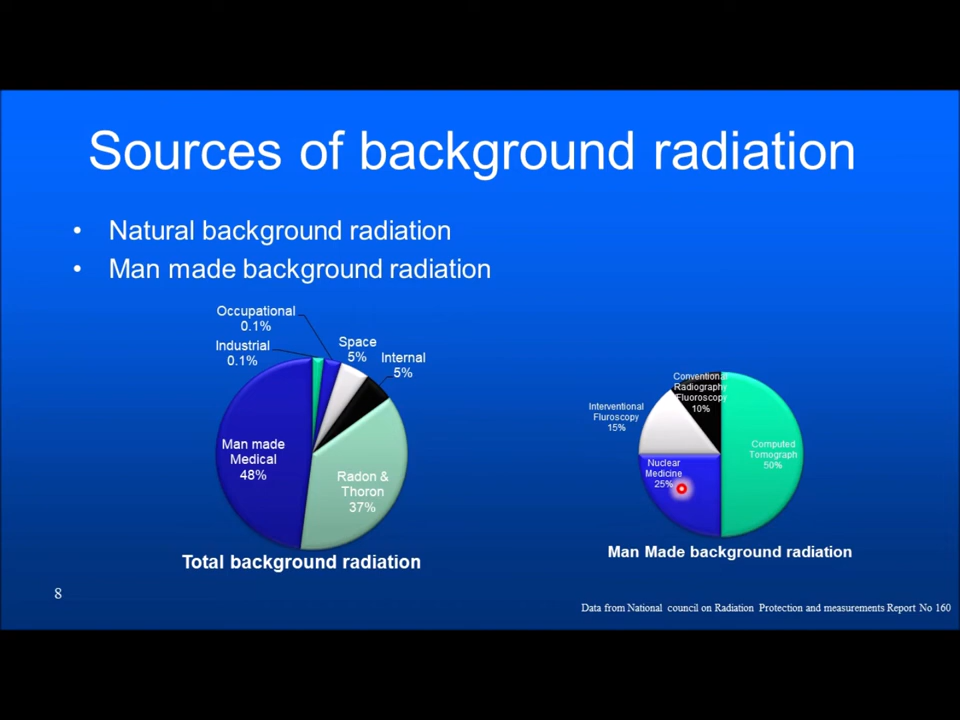 Sources of background radiation
• Natural background radiation
• Man made background radiation
Occupational
0.1%
Industrial
0.1%
Space
5%
Internal
5%
Man made
Medical
48%
Radon &
Thoron
37%
Total background radiation
Conventional
Radiography
Fluoroscopy
10%
Interventional
Fluroscopy
15%
Computed
Tomograph
50%
Nuclear
Medicine
25%
Man Made background radiation
8
Data from National council on Radiation Protection and measurements Report No 160